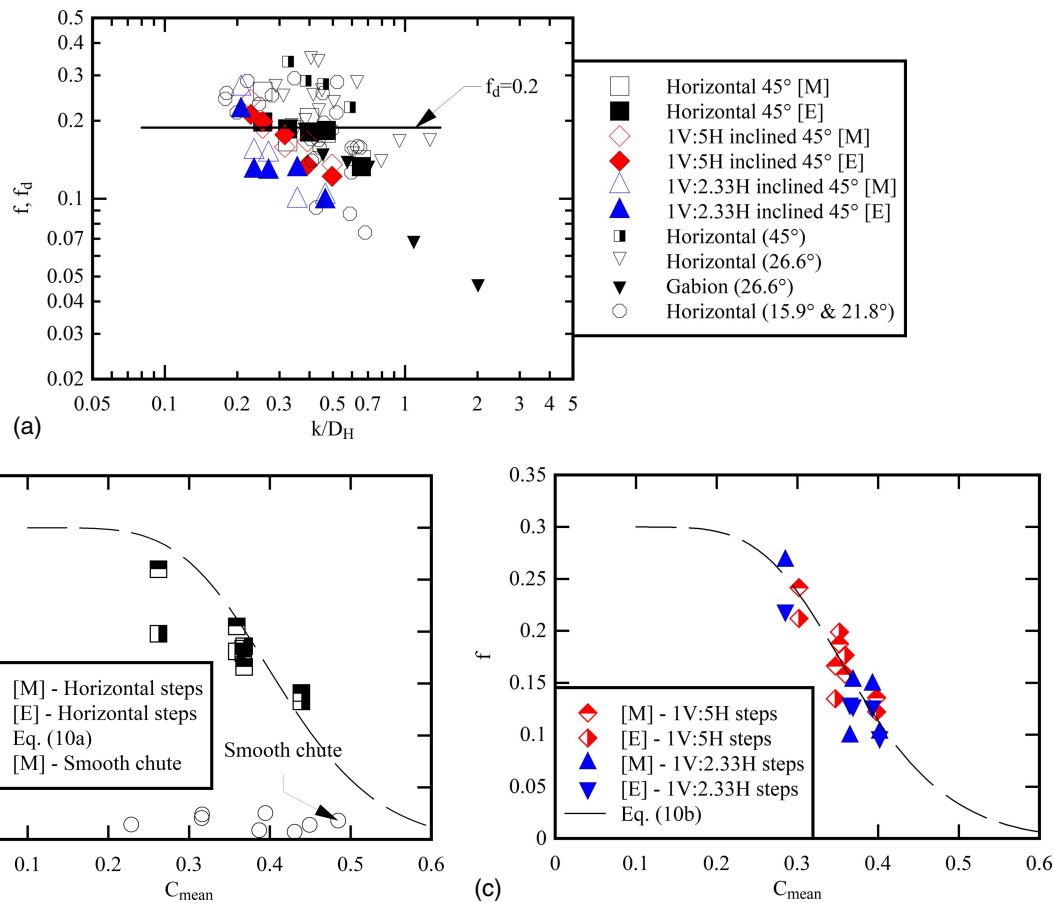 0.5
0.4
0.3
0.2
0.1
0.07
0.05
0.04
0.03
0.02
f, f_d
f_d=0.2
0.05 0.1 0.2 0.3 0.5 0.7 1 2 3 4 5
k/D_H
(a)
Horizontal 45° [M]
Horizontal 45° [E]
1V:5H inclined 45° [M]
1V:5H inclined 45° [E]
1V:2.33H inclined 45° [M]
1V:2.33H inclined 45° [E]
Horizontal (45°)
Horizontal (26.6°)
Gabion (26.6°)
Horizontal (15.9° & 21.8°)
[M] - Horizontal steps
[E] - Horizontal steps
Eq. (10a)
[M] - Smooth chute
Smooth chute
0.1 0.2 0.3 0.4 0.5 0.6
C_mean
(c)
0.35
0.3
0.25
0.2
0.15
0.1
0.05
0
f
[M] - 1V:5H steps
[E] - 1V:5H steps
[M] - 1V:2.33H steps
[E] - 1V:2.33H steps
Eq. (10b)
0 0.1 0.2 0.3 0.4 0.5 0.6
C_mean